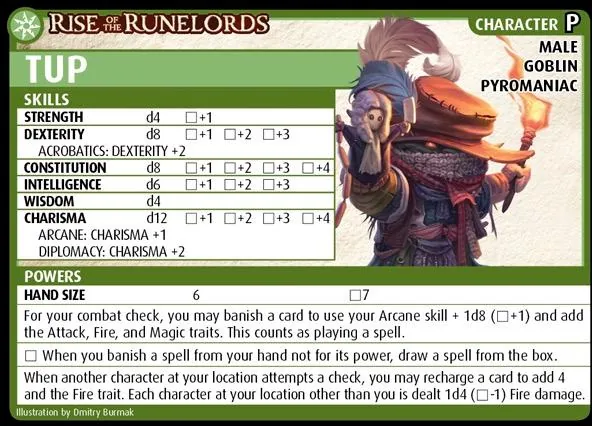 RISE OF THE RUNELORDS
CHARACTER P
TUP
MALE
GOBLIN
PYROMANIAC
SKILLS
STRENGTH d4 □+1
DEXTERITY d8 □+1 □+2 □+3
ACROBATICS: DEXTERITY +2
CONSTITUTION d8 □+1 □+2 □+3 □+4
INTELLIGENCE d6 □+1 □+2 □+3
WISDOM d4
CHARISMA d12 □+1 □+2 □+3 □+4
ARCANE: CHARISMA +1
DIPLOMACY: CHARISMA +2
POWERS
HAND SIZE 6 □7
For your combat check, you may banish a card to use your Arcane skill + 1d8 (□+1) and add
the Attack, Fire, and Magic traits. This counts as playing a spell.
□ When you banish a spell from your hand not for its power, draw a spell from the box.
When another character at your location attempts a check, you may recharge a card to add 4
and the Fire trait. Each character at your location other than you is dealt 1d4 (□-1) Fire damage.
Illustration by Dmitry Burmak